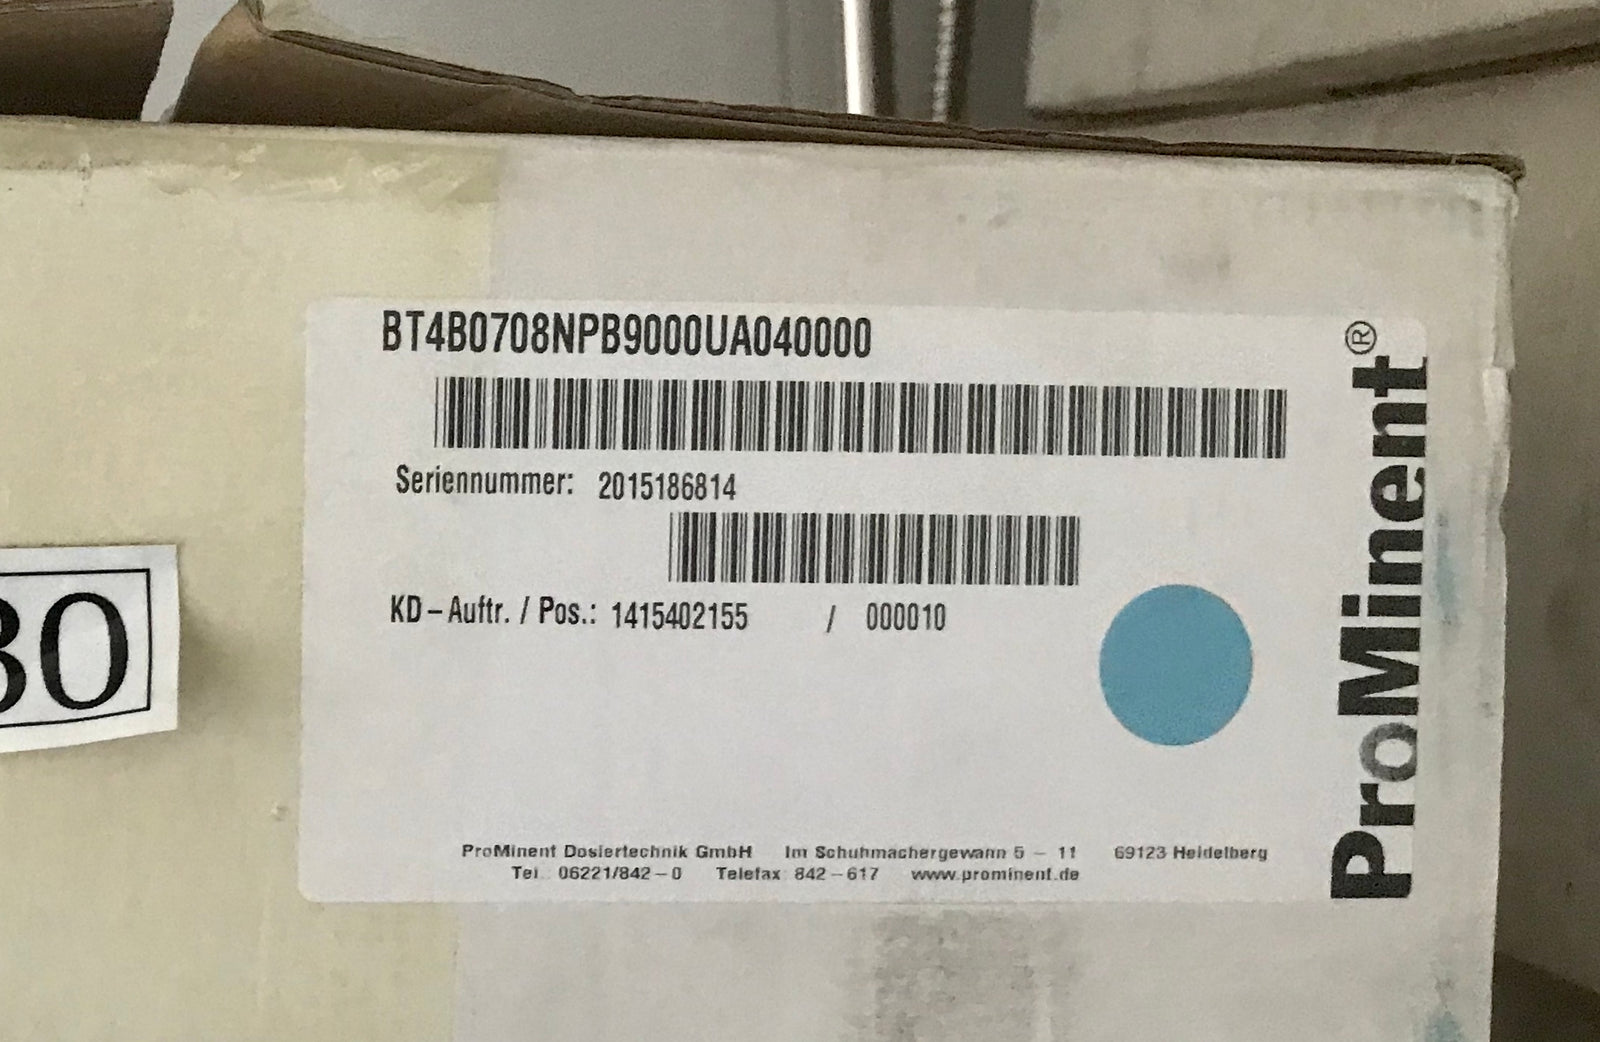 BT4B0708NPB9000UA040000
Seriennummer: 2015186814
KD-Auftr. / Pos.: 1415402155 / 000010
ProMinent Dosiertechnik GmbH Im Schuhmachergewann 5 - 11 69123 Heidelberg
Tel.: 06221/842-0 Telefax: 842-617 www.prominent.de
ProMinent®
30